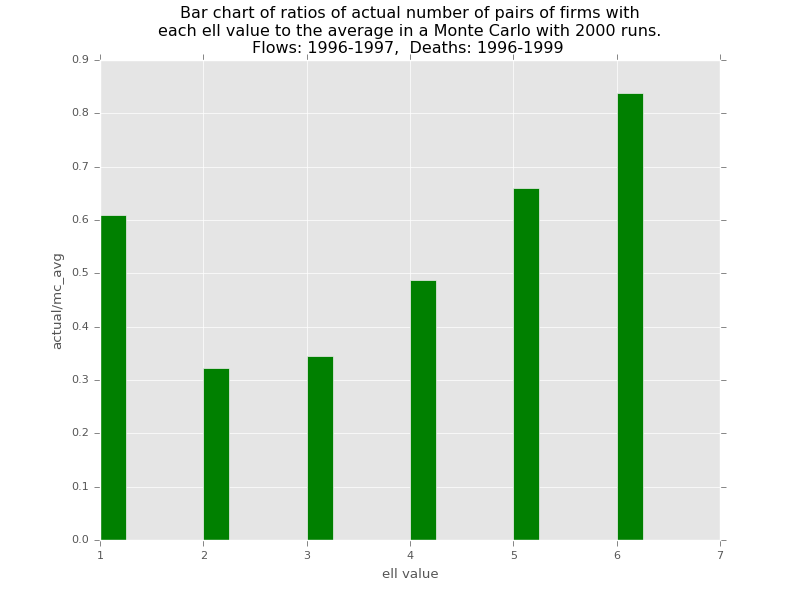 Bar chart of ratios of actual number of pairs of firms with
each ell value to the average in a Monte Carlo with 2000 runs.
Flows: 1996-1997,  Deaths: 1996-1999
0.9
0.8
0.7
0.6
0.5
0.4
0.3
0.2
0.1
0.0
actual/mc_avg
1 2 3 4 5 6 7
ell value